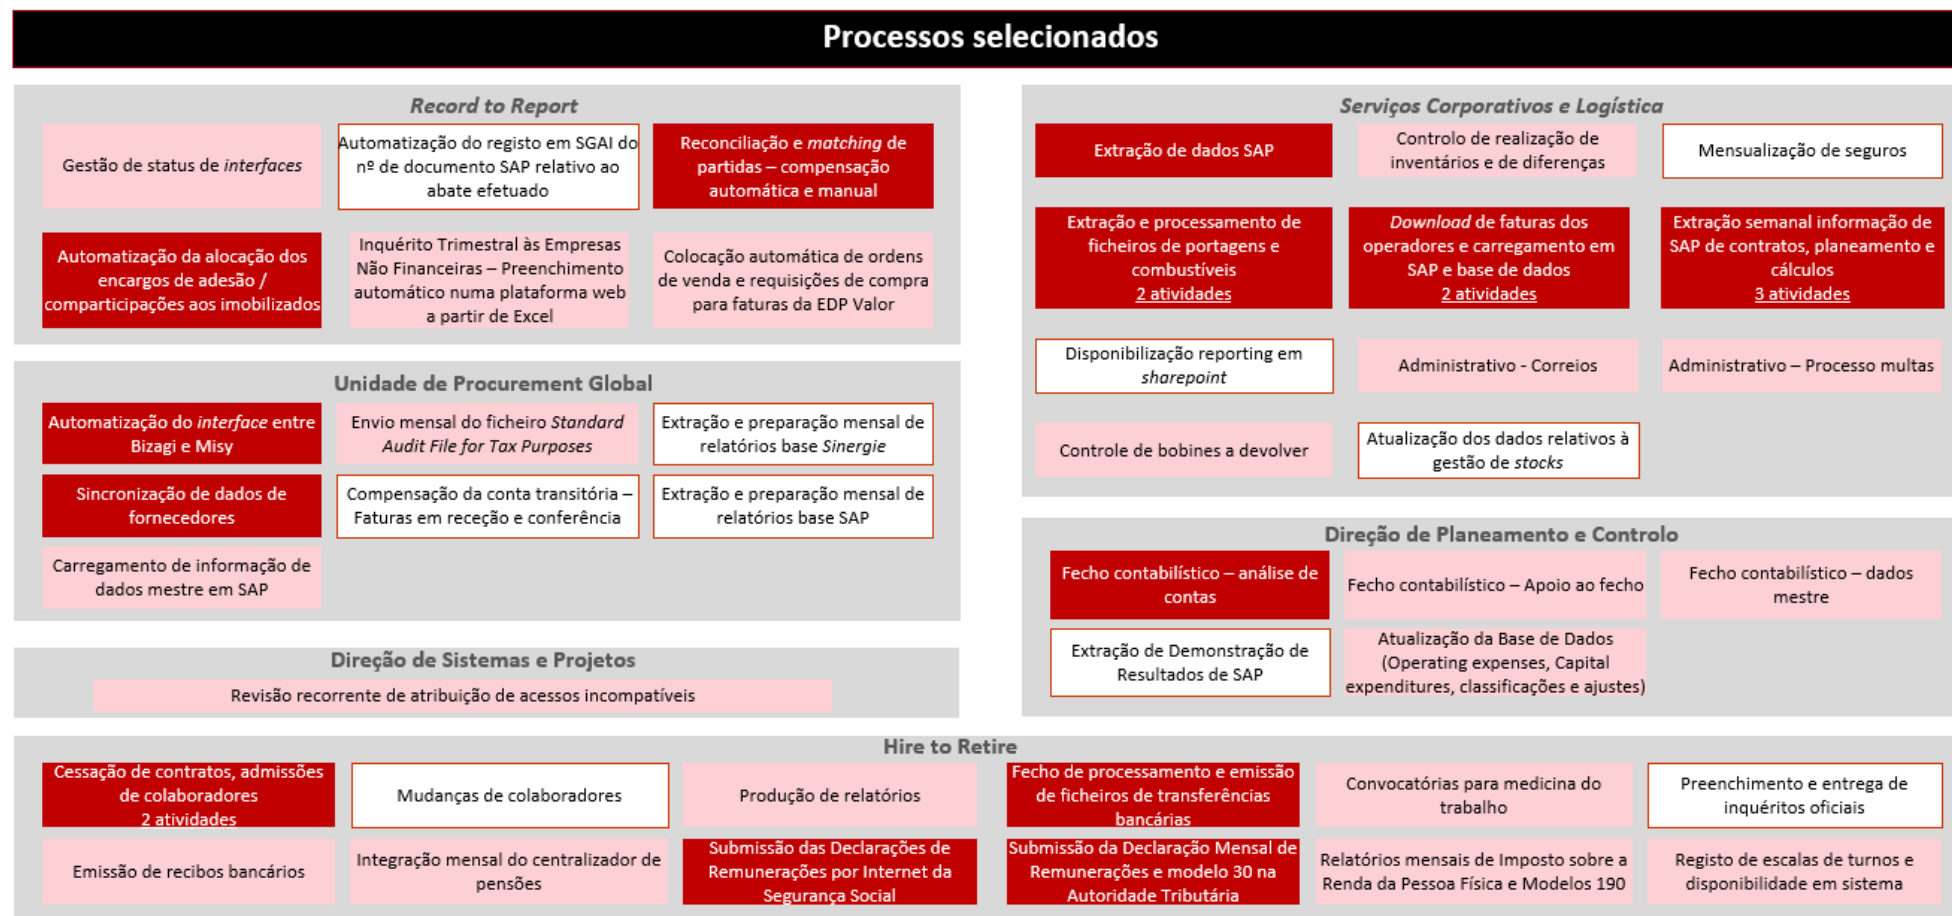 Processos selecionados
Record to Report
Gestão de status de interfaces
Automatização do registo em SGAI do
nº de documento SAP relativo ao
abate efetuado
Reconciliação e matching de
partidas – compensação
automática e manual
Automatização da alocação dos
encargos de adesão /
comparticipações aos imobilizados
Inquérito Trimestral às Empresas
Não Financeiras – Preenchimento
automático numa plataforma web
a partir de Excel
Colocação automática de ordens
de venda e requisições de compra
para faturas da EDP Valor
Unidade de Procurement Global
Automatização do interface entre
Bizagi e Misy
Envio mensal do ficheiro Standard
Audit File for Tax Purposes
Extração e preparação mensal de
relatórios base Sinergie
Sincronização de dados de
fornecedores
Compensação da conta transitória –
Faturas em receção e conferência
Extração e preparação mensal de
relatórios base SAP
Carregamento de informação de
dados mestre em SAP
Direção de Sistemas e Projetos
Revisão recorrente de atribuição de acessos incompatíveis
Serviços Corporativos e Logística
Extração de dados SAP
Controlo de realização de
inventários e de diferenças
Mensualização de seguros
Extração e processamento de
ficheiros de portagens e
combustíveis
2 atividades
Download de faturas dos
operadores e carregamento em
SAP e base de dados
2 atividades
Extração semanal informação de
SAP de contratos, planeamento e
cálculos
3 atividades
Disponibilização reporting em
sharepoint
Administrativo - Correios
Administrativo – Processo multas
Controle de bobines a devolver
Atualização dos dados relativos à
gestão de stocks
Direção de Planeamento e Controlo
Fecho contabilístico – análise de
contas
Fecho contabilístico – Apoio ao fecho
Fecho contabilístico – dados
mestre
Extração de Demonstração de
Resultados de SAP
Atualização da Base de Dados
(Operating expenses, Capital
expenditures, classificações e ajustes)
Hire to Retire
Cessação de contratos, admissões
de colaboradores
2 atividades
Mudanças de colaboradores
Produção de relatórios
Fecho de processamento e emissão
de ficheiros de transferências
bancárias
Convocatórias para medicina do
trabalho
Preenchimento e entrega de
inquéritos oficiais
Emissão de recibos bancários
Integração mensal do centralizador de
pensões
Submissão das Declarações de
Remunerações por Internet da
Segurança Social
Submissão da Declaração Mensal de
Remunerações e modelo 30 na
Autoridade Tributária
Relatórios mensais de Imposto sobre a
Renda da Pessoa Física e Modelos 190
Registo de escalas de turnos e
disponibilidade em sistema